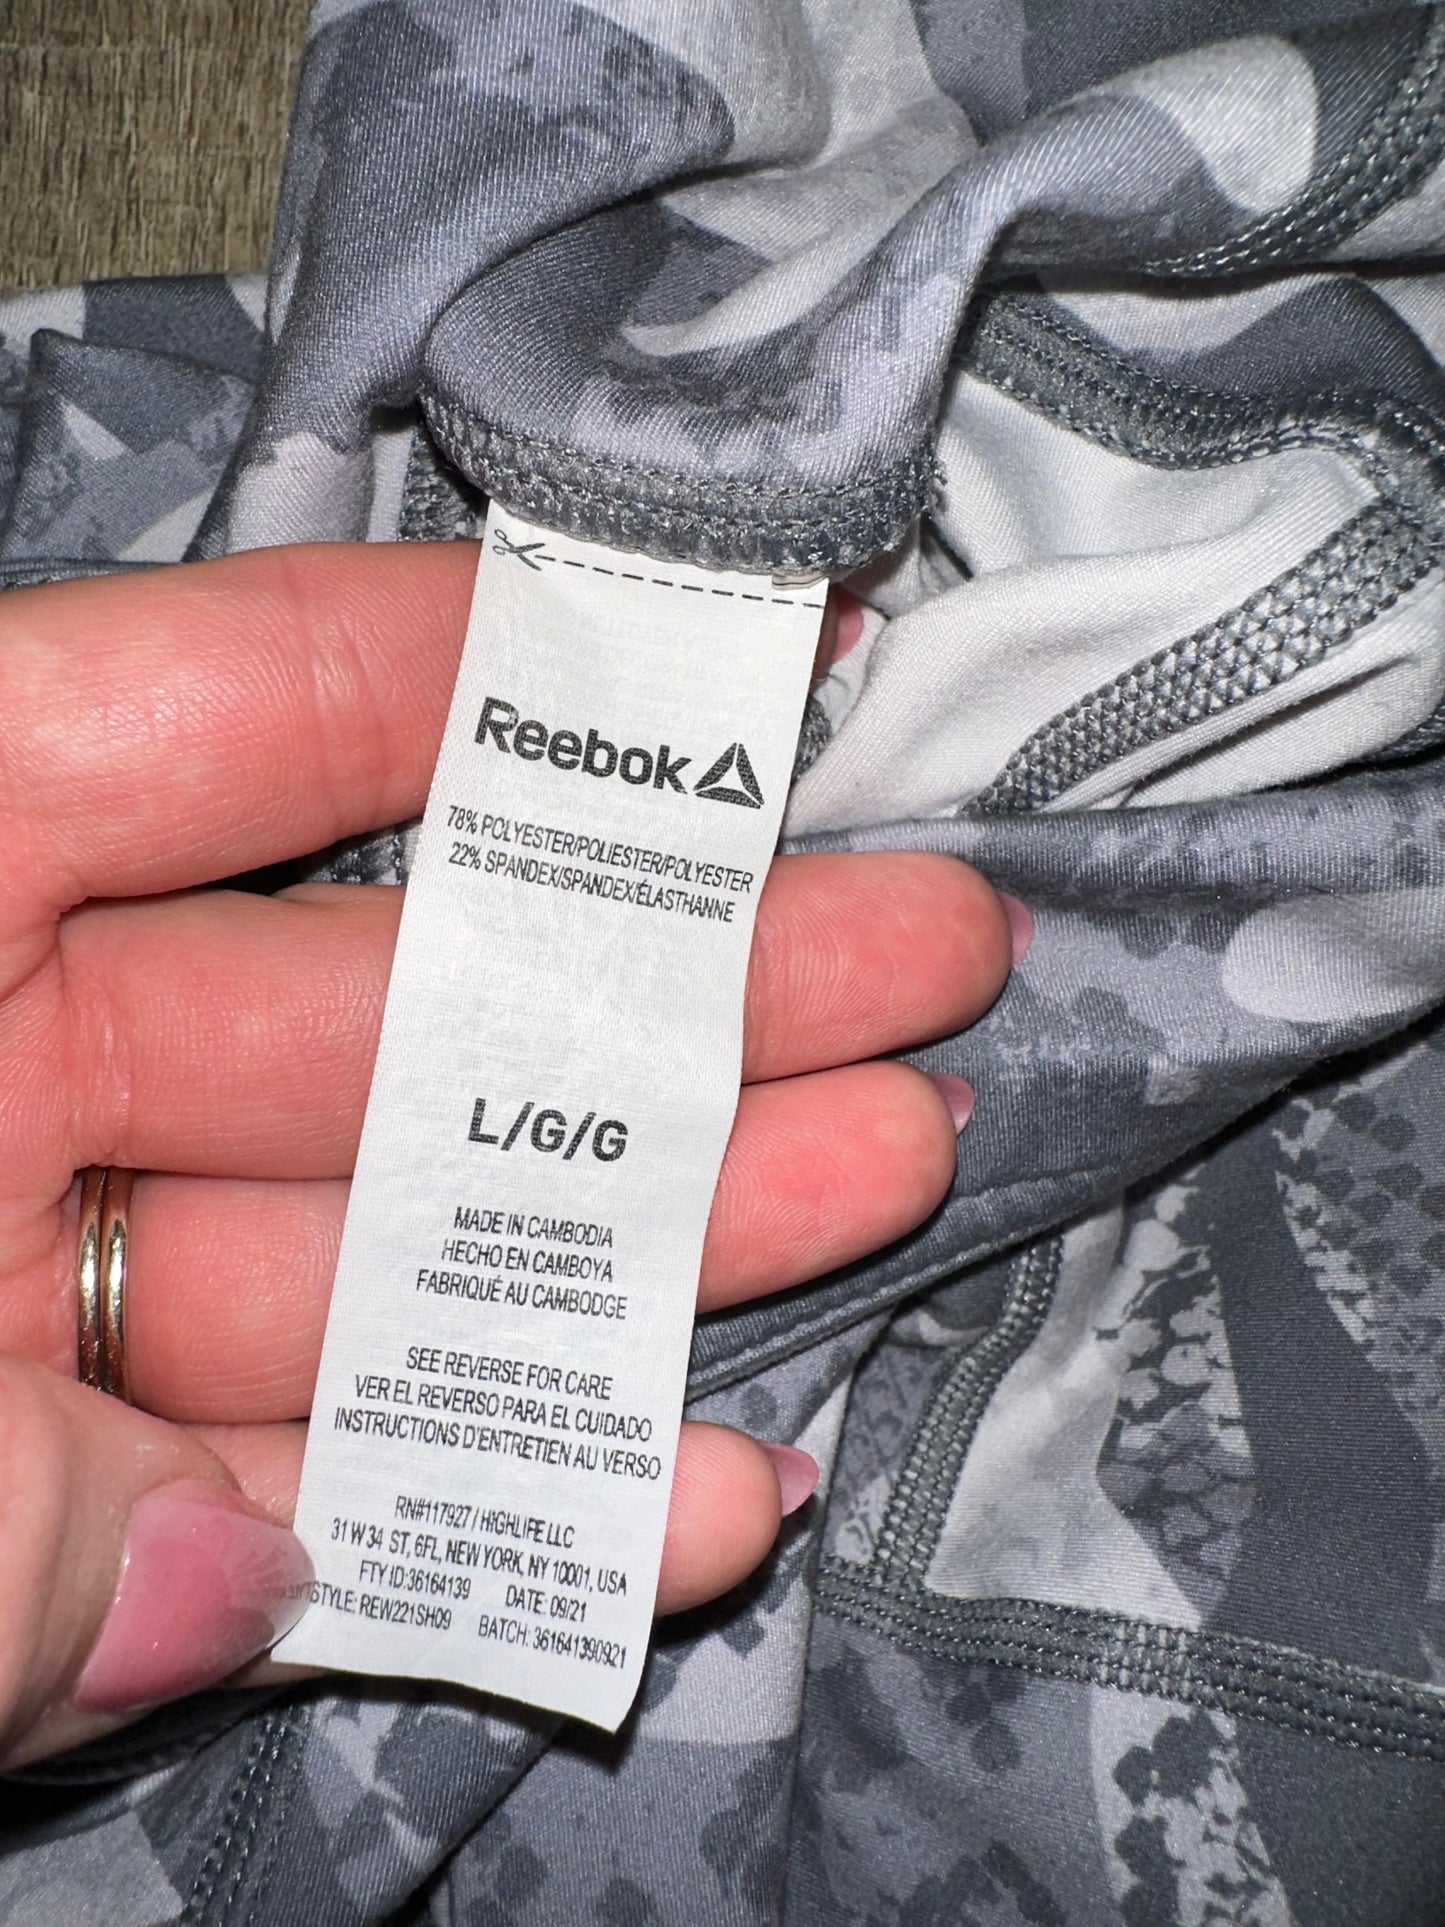 Reebok
78% POLYESTER/POLIESTER/POLYESTER
22% SPANDEX/SPANDEX/ÉLASTHANNE
L/G/G
MADE IN CAMBODIA
HECHO EN CAMBOYA
FABRIQUÉ AU CAMBODGE
SEE REVERSE FOR CARE
VER EL REVERSO PARA EL CUIDADO
INSTRUCTIONS D'ENTRETIEN AU VERSO
RN#117927 / HIGHLIFE LLC
31 W 34 ST, 6FL, NEW YORK, NY 10001, USA
FTY ID:36164139 DATE: 09/21
STYLE: REW221SH09 BATCH: 361641390921